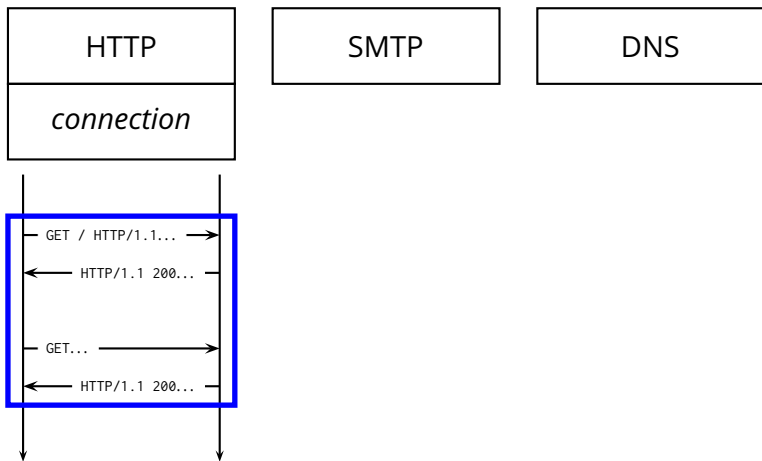 HTTP
SMTP
DNS
connection
GET / HTTP/1.1...
HTTP/1.1 200...
GET...
HTTP/1.1 200...